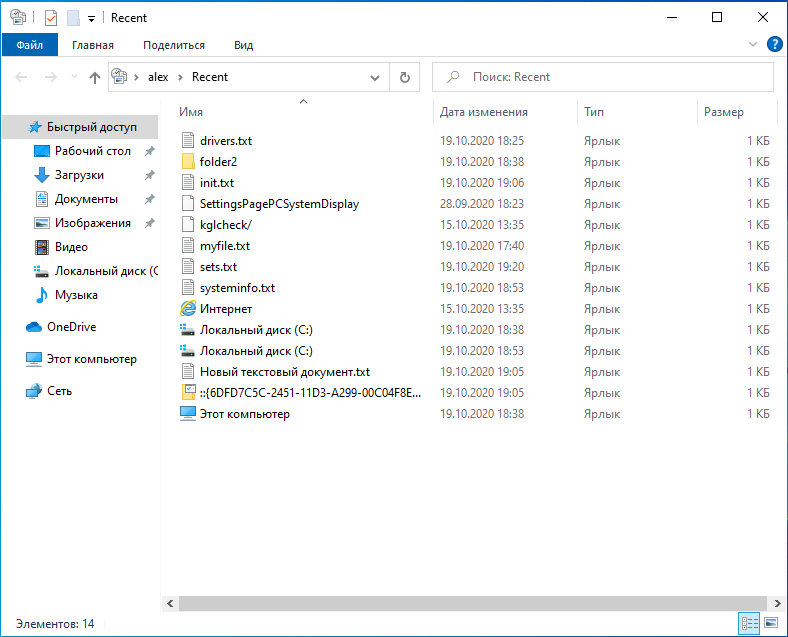 Recent
Файл Главная Поделиться Вид
alex Recent Поиск: Recent
Имя Дата изменения Тип Размер
Быстрый доступ
Рабочий стол
Загрузки
Документы
Изображения
Видео
Локальный диск (C
Музыка
OneDrive
Этот компьютер
Сеть
drivers.txt 19.10.2020 18:25 Ярлык 1 КБ
folder2 19.10.2020 18:38 Ярлык 1 КБ
init.txt 19.10.2020 19:06 Ярлык 1 КБ
SettingsPagePCSystemDisplay 28.09.2020 18:23 Ярлык 1 КБ
kglcheck/ 15.10.2020 13:35 Ярлык 1 КБ
myfile.txt 19.10.2020 17:40 Ярлык 1 КБ
sets.txt 19.10.2020 19:20 Ярлык 1 КБ
systeminfo.txt 19.10.2020 18:53 Ярлык 1 КБ
Интернет 15.10.2020 13:35 Ярлык 1 КБ
Локальный диск (C:) 19.10.2020 18:38 Ярлык 1 КБ
Локальный диск (C:) 19.10.2020 18:53 Ярлык 1 КБ
Новый текстовый документ.txt 19.10.2020 19:05 Ярлык 1 КБ
::{6DFD7C5C-2451-11D3-A299-00C04F8E... 19.10.2020 19:05 Ярлык 1 КБ
Этот компьютер 19.10.2020 18:38 Ярлык 1 КБ
Элементов: 14